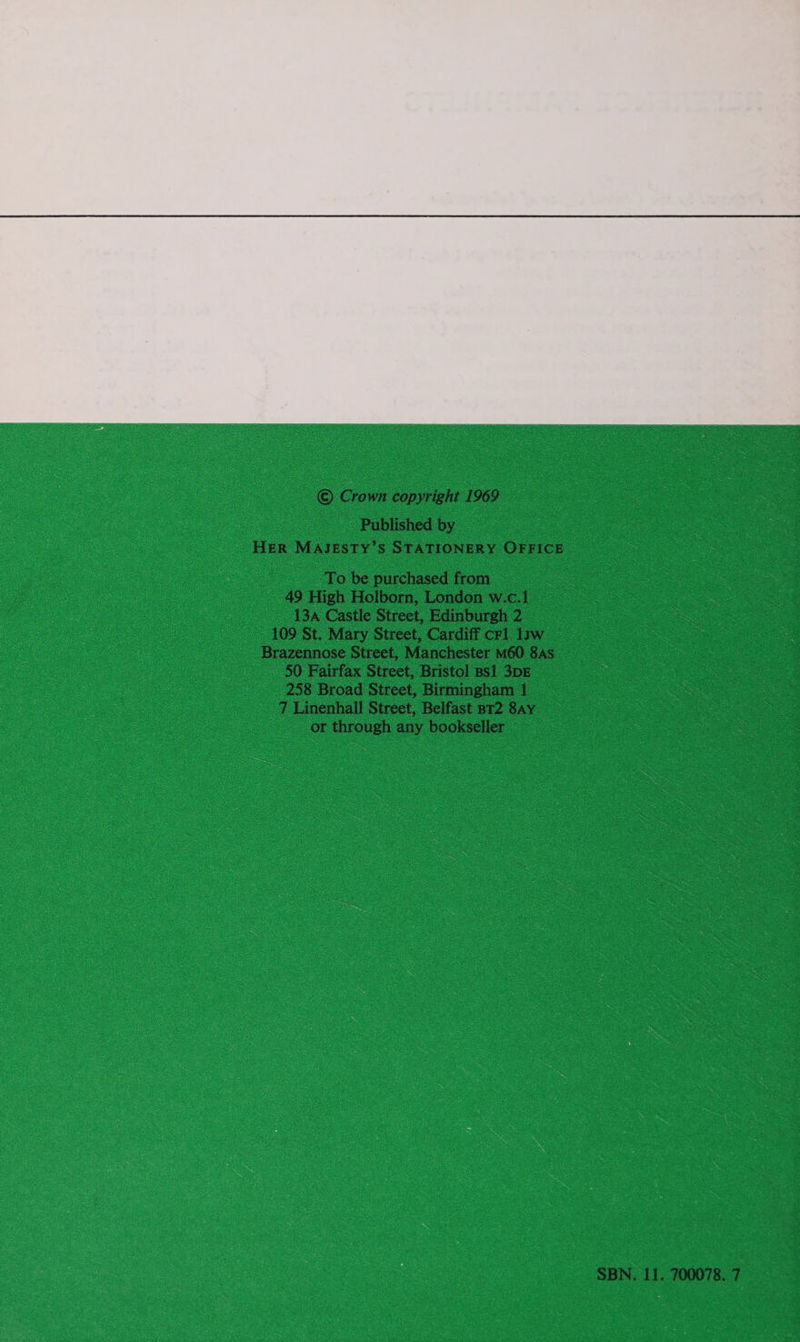 © Crown copyright 1969
Published by
HER MAJESTY'S STATIONERY OFFICE
To be purchased from
49 High Holborn, London W.C.1
13A Castle Street, Edinburgh 2
109 St. Mary Street, Cardiff CF1 1JW
Brazennose Street, Manchester M60 8AS
50 Fairfax Street, Bristol BS1 3DE
258 Broad Street, Birmingham 1
7 Linenhall Street, Belfast BT2 8AY
or through any bookseller
SBN. 11. 700078. 7